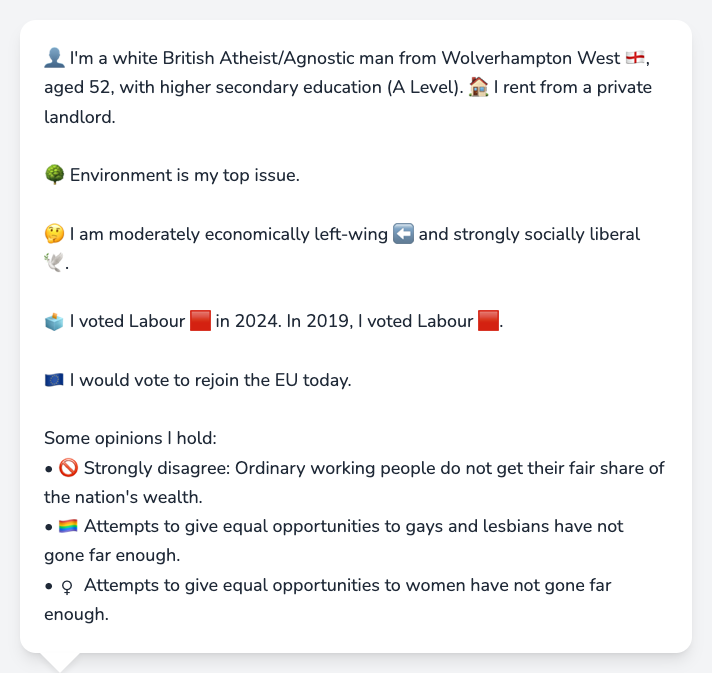 👤 I'm a white British Atheist/Agnostic man from Wolverhampton West 🏴󠁧󠁢󠁥󠁮󠁧󠁿,
aged 52, with higher secondary education (A Level). 🏠 I rent from a private
landlord.
🌳 Environment is my top issue.
🤔 I am moderately economically left-wing ⬅️ and strongly socially liberal
🕊️.
🗳️ I voted Labour 🟥 in 2024. In 2019, I voted Labour 🟥.
🇪🇺 I would vote to rejoin the EU today.
Some opinions I hold:
• 🚫 Strongly disagree: Ordinary working people do not get their fair share of
the nation's wealth.
• 🏳️‍🌈 Attempts to give equal opportunities to gays and lesbians have not
gone far enough.
• ♀ Attempts to give equal opportunities to women have not gone far
enough.